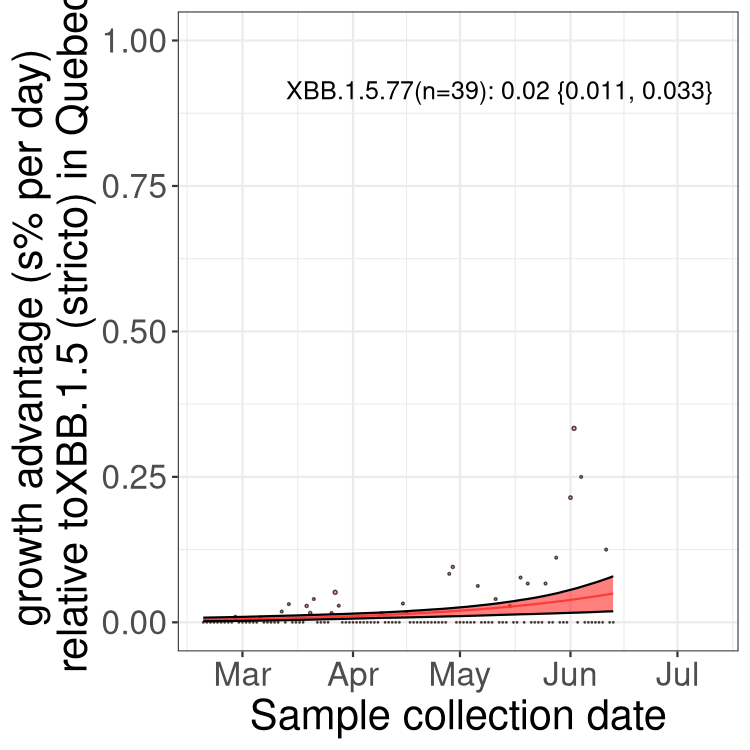 growth advantage (s% per day)
relative toXBB.1.5 (stricto) in Quebec
1.00
0.75
0.50
0.25
0.00
XBB.1.5.77(n=39): 0.02 {0.011, 0.033}
Mar Apr May Jun Jul
Sample collection date